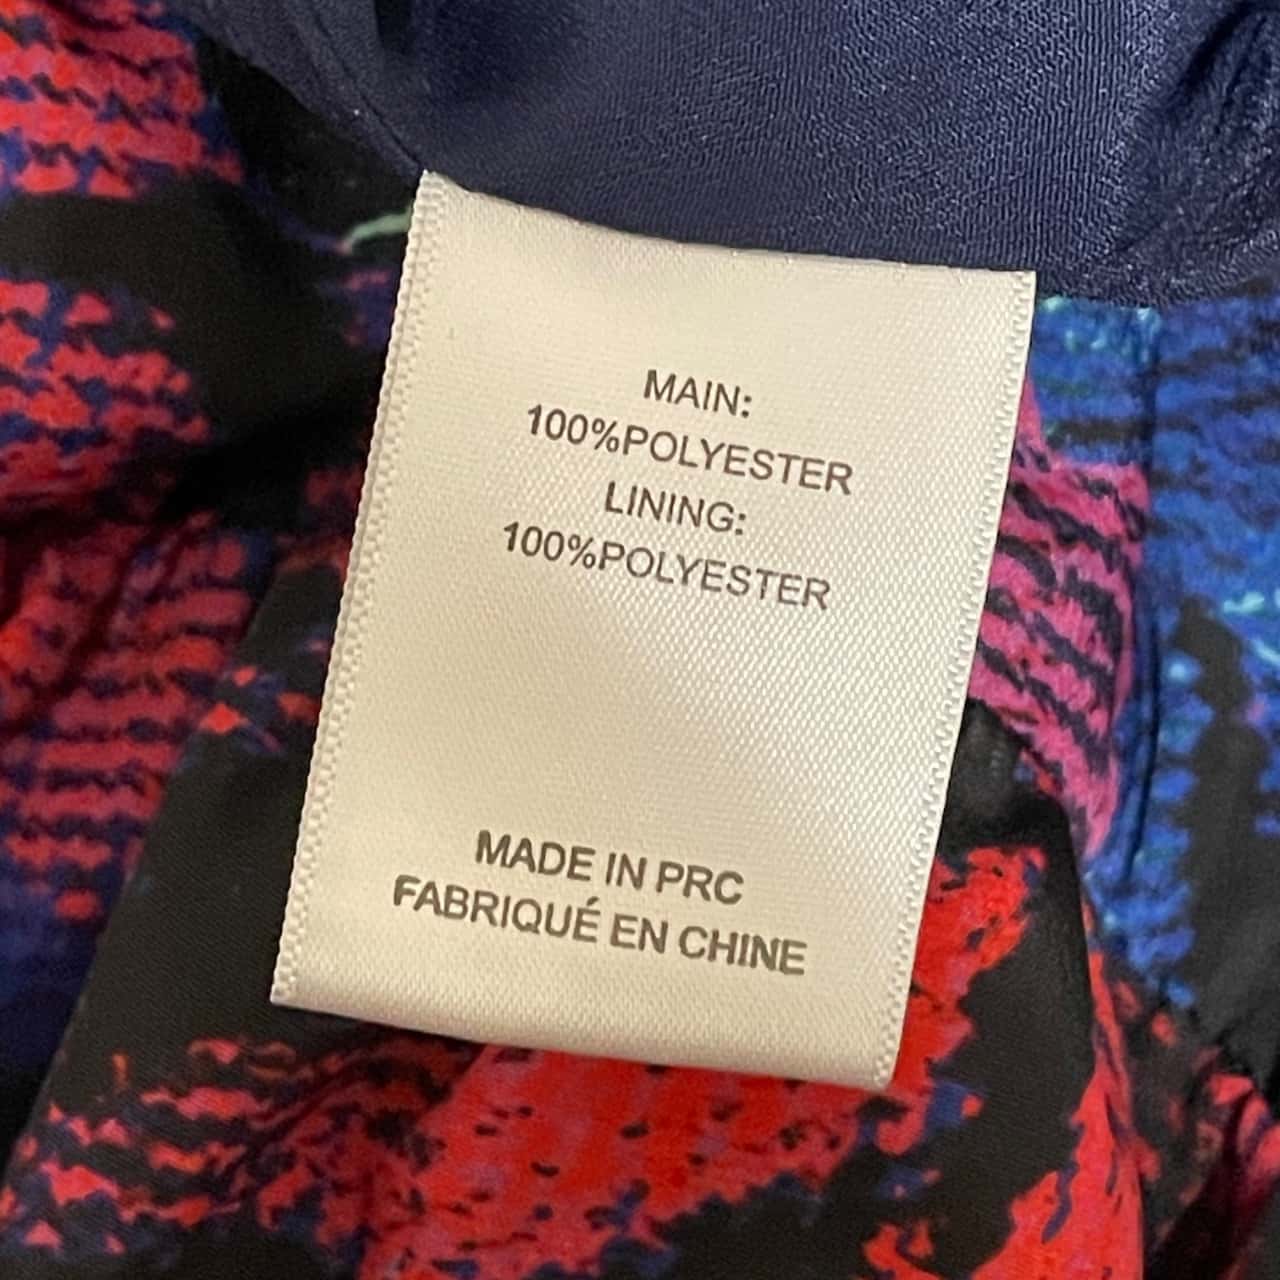 MAIN:
100%POLYESTER
LINING:
100%POLYESTER
MADE IN PRC
FABRIQUÉ EN CHINE